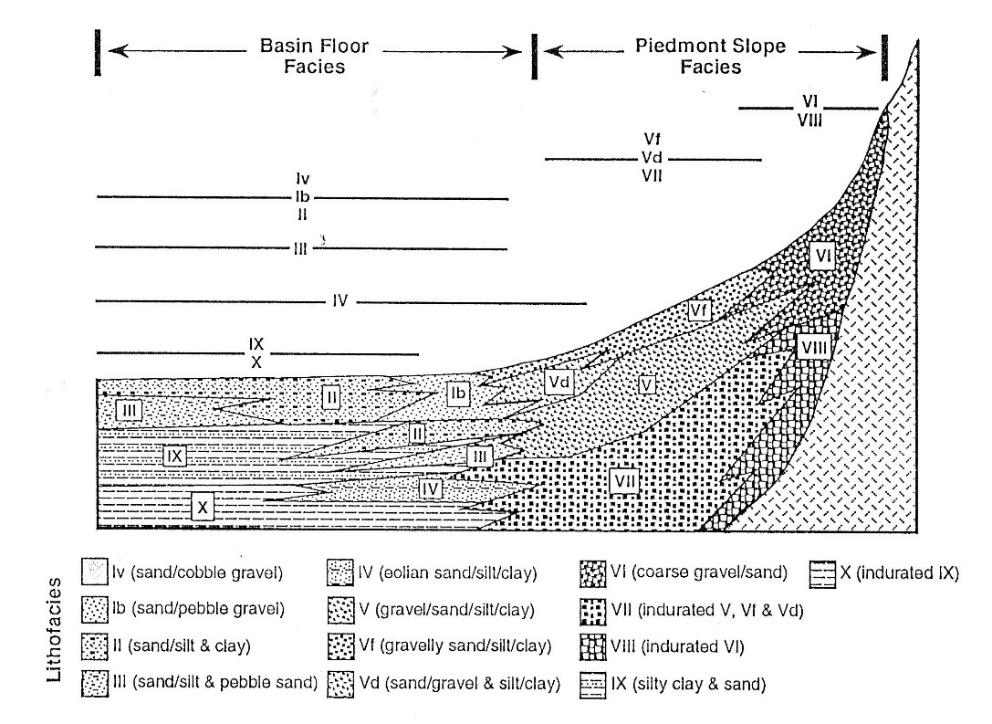 Basin Floor
Facies
Piedmont Slope
Facies
VI
VIII
Vf
Vd
VII
Iv
Ib
II
III
IV
IX
X
VI
Vf
VIII
Vd
V
Ib
II
III
II
IX
III
VII
IV
X
Lithofacies
Iv (sand/cobble gravel)
Ib (sand/pebble gravel)
II (sand/silt & clay)
III (sand/silt & pebble sand)
IV (eolian sand/silt/clay)
V (gravel/sand/silt/clay)
Vf (gravelly sand/silt/clay)
Vd (sand/gravel & silt/clay)
VI (coarse gravel/sand)
VII (indurated V, Vf & Vd)
VIII (indurated VI)
IX (silty clay & sand)
X (indurated IX)